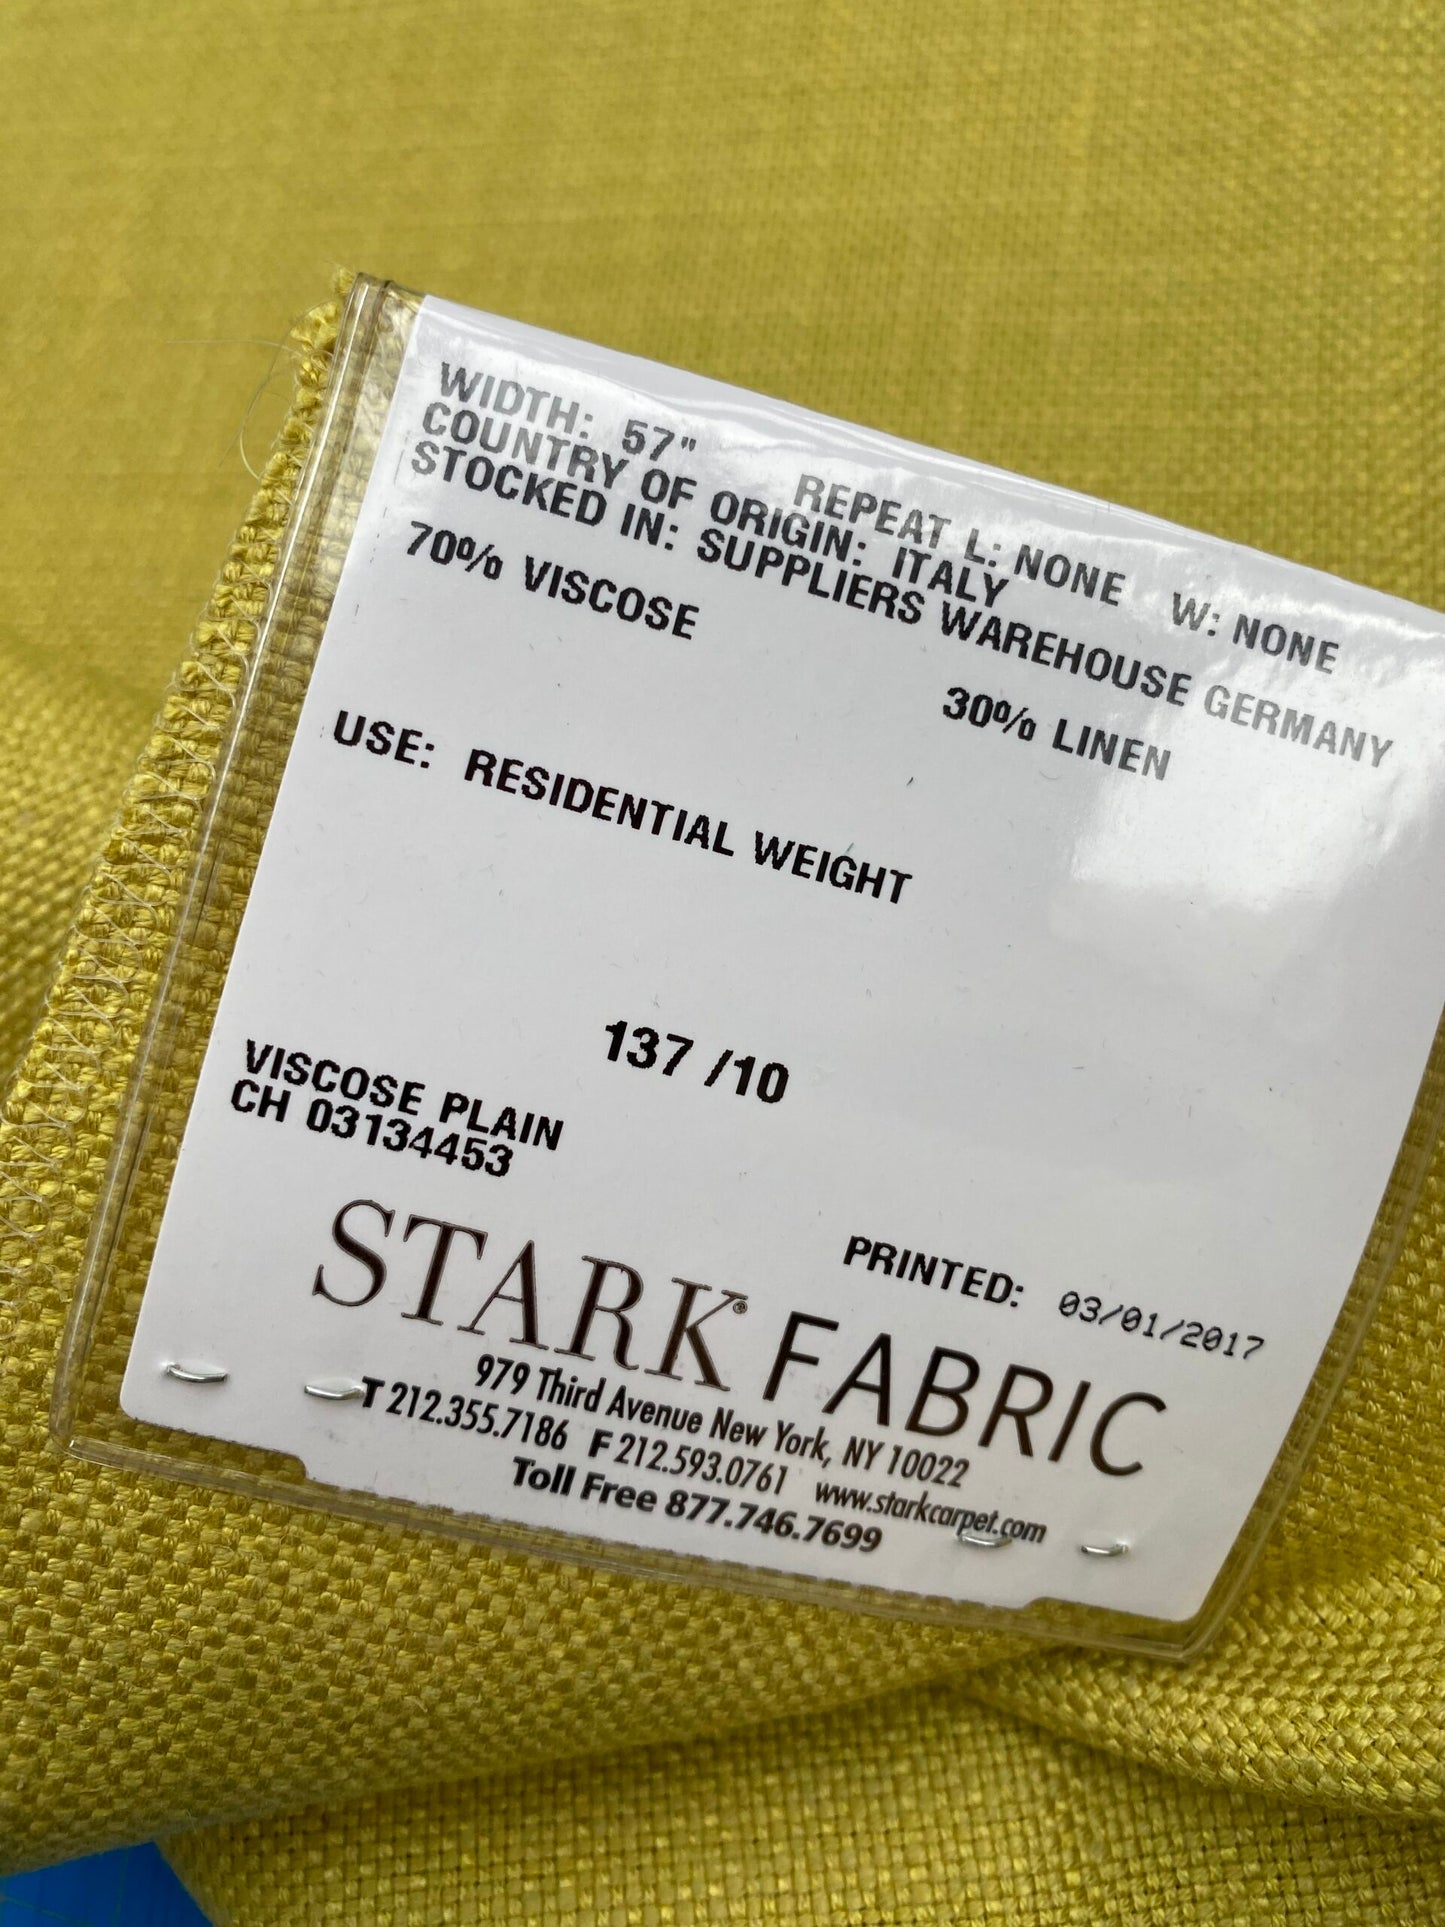 WIDTH: 57" REPEAT L: NONE W: NONE
COUNTRY OF ORIGIN: ITALY
STOCKED IN: SUPPLIERS WAREHOUSE GERMANY
70% VISCOSE 30% LINEN
USE: RESIDENTIAL WEIGHT
137 /10
VISCOSE PLAIN
CH 03134453
PRINTED: 03/01/2017
STARK® FABRIC
979 Third Avenue New York, NY 10022
T 212.355.7186 F 212.593.0761 www.starkcarpet.com
Toll Free 877.746.7699